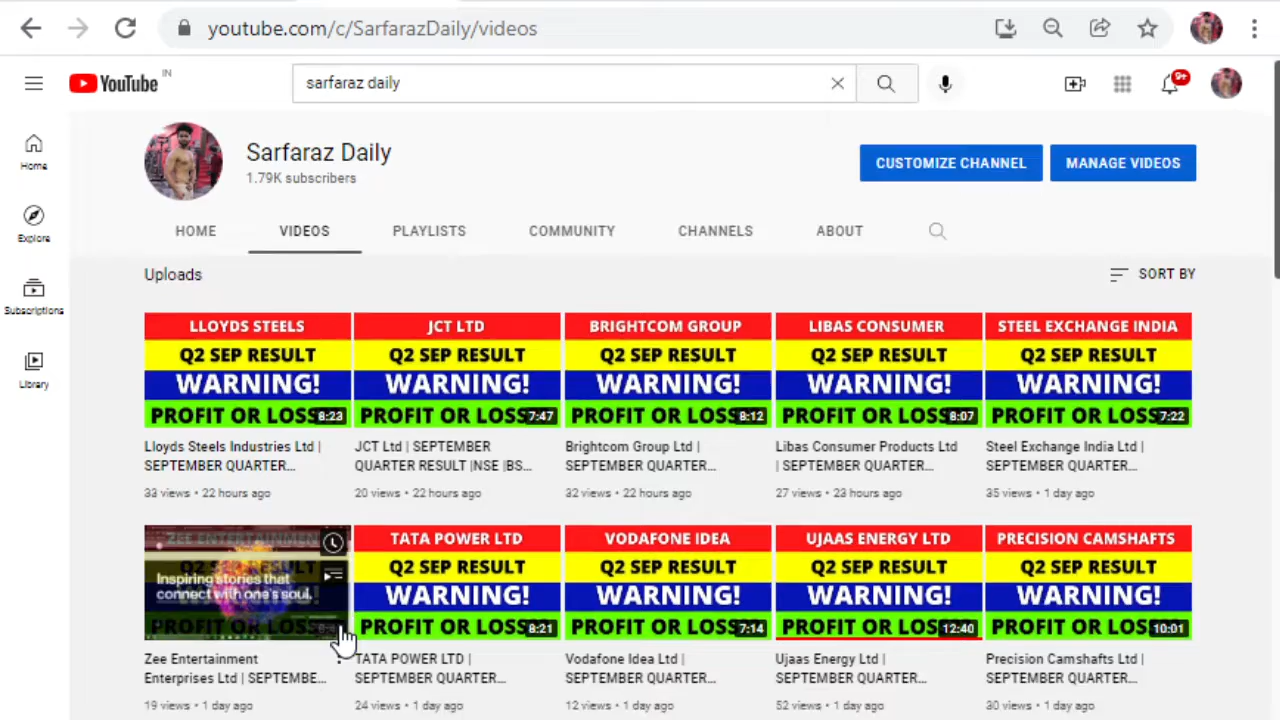 youtube.com/c/SarfarazDaily/videos
YouTube IN
sarfaraz daily
9+
Home
Explore
Subscriptions
Library
Sarfaraz Daily
1.79K subscribers
CUSTOMIZE CHANNEL
MANAGE VIDEOS
HOME VIDEOS PLAYLISTS COMMUNITY CHANNELS ABOUT
Uploads
SORT BY
LLOYDS STEELS
Q2 SEP RESULT
WARNING!
PROFIT OR LOSS 8:23
Lloyds Steels Industries Ltd |
SEPTEMBER QUARTER...
33 views • 22 hours ago
JCT LTD
Q2 SEP RESULT
WARNING!
PROFIT OR LOSS 7:47
JCT Ltd | SEPTEMBER
QUARTER RESULT |NSE |BS...
20 views • 22 hours ago
BRIGHTCOM GROUP
Q2 SEP RESULT
WARNING!
PROFIT OR LOSS 8:12
Brightcom Group Ltd |
SEPTEMBER QUARTER...
32 views • 22 hours ago
LIBAS CONSUMER
Q2 SEP RESULT
WARNING!
PROFIT OR LOSS 8:07
Libas Consumer Products Ltd
| SEPTEMBER QUARTER...
27 views • 23 hours ago
STEEL EXCHANGE INDIA
Q2 SEP RESULT
WARNING!
PROFIT OR LOSS 7:22
Steel Exchange India Ltd |
SEPTEMBER QUARTER...
35 views • 1 day ago
ZEE ENTERTAINMEN
Inspiring stories that
connect with one's soul.
PROFIT OR LOSS
Zee Entertainment
Enterprises Ltd | SEPTEMBE...
19 views • 1 day ago
TATA POWER LTD
Q2 SEP RESULT
WARNING!
PROFIT OR LOSS 8:21
TATA POWER LTD |
SEPTEMBER QUARTER...
24 views • 1 day ago
VODAFONE IDEA
Q2 SEP RESULT
WARNING!
PROFIT OR LOSS 7:14
Vodafone Idea Ltd |
SEPTEMBER QUARTER...
12 views • 1 day ago
UJAAS ENERGY LTD
Q2 SEP RESULT
WARNING!
PROFIT OR LOS 12:40
Ujaas Energy Ltd |
SEPTEMBER QUARTER...
52 views • 1 day ago
PRECISION CAMSHAFTS
Q2 SEP RESULT
WARNING!
PROFIT OR LOS 10:01
Precision Camshafts Ltd |
SEPTEMBER QUARTER...
30 views • 1 day ago